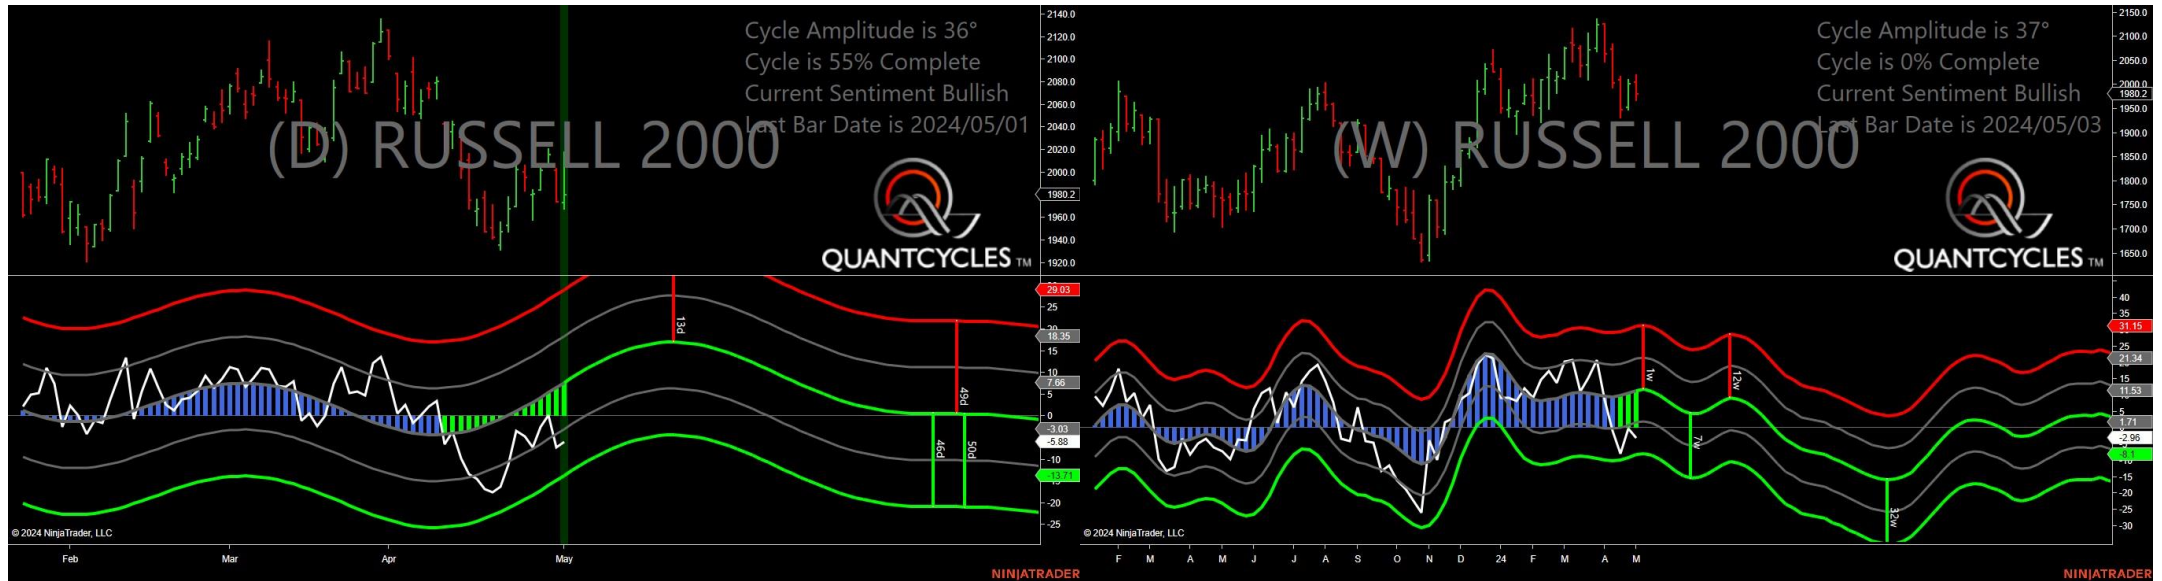 Cycle Amplitude is 36°
Cycle is 55% Complete
Current Sentiment Bullish
Last Bar Date is 2024/05/01
(D) RUSSELL 2000
QUANTCYCLES TM
2140.0
2120.0
2100.0
2080.0
2060.0
2040.0
2020.0
2000.0
1980.2
1960.0
1940.0
1920.0
29.03
25
18.35
15
10
7.66
5
0
-3.03
-5.88
-10
-13.71
-20
-25
13d
49d
46d
50d
© 2024 NinjaTrader, LLC
Feb Mar Apr May
NINJATRADER
Cycle Amplitude is 37°
Cycle is 0% Complete
Current Sentiment Bullish
Last Bar Date is 2024/05/03
(W) RUSSELL 2000
QUANTCYCLES TM
2150.0
2100.0
2050.0
2000.0
1980.2
1950.0
1900.0
1850.0
1800.0
1750.0
1700.0
1650.0
40
35
31.15
25
21.34
15
11.53
5
1.71
-2.96
-8.1
-15
-20
-25
-30
1w
12w
7w
32w
© 2024 NinjaTrader, LLC
F M A M J J A S O N D 24 F M A M
NINJATRADER